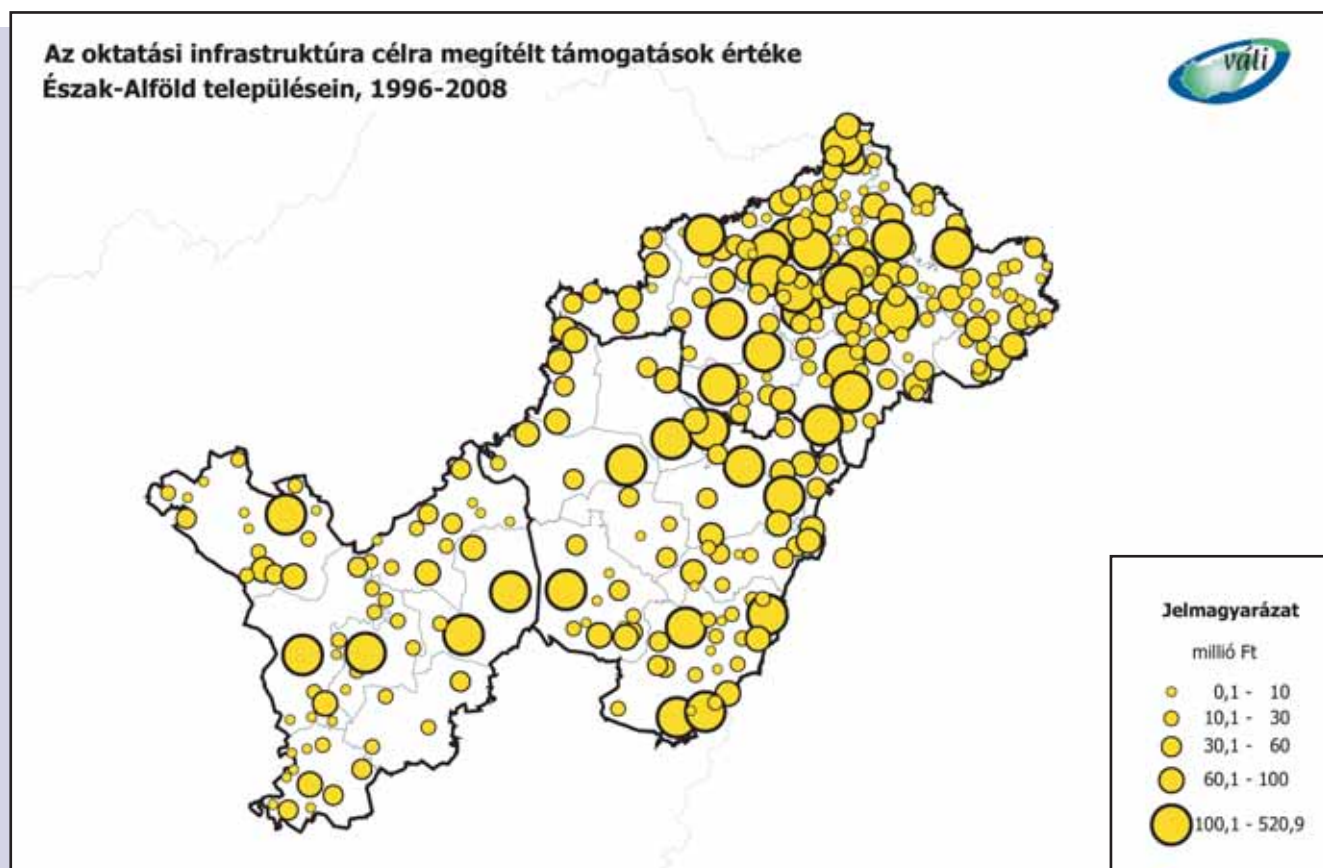 Az oktatási infrastruktúra célra megítélt támogatások értéke
Észak-Alföld településein, 1996-2008
váti
Jelmagyarázat
millió Ft
0,1 - 10
10,1 - 30
30,1 - 60
60,1 - 100
100,1 - 520,9